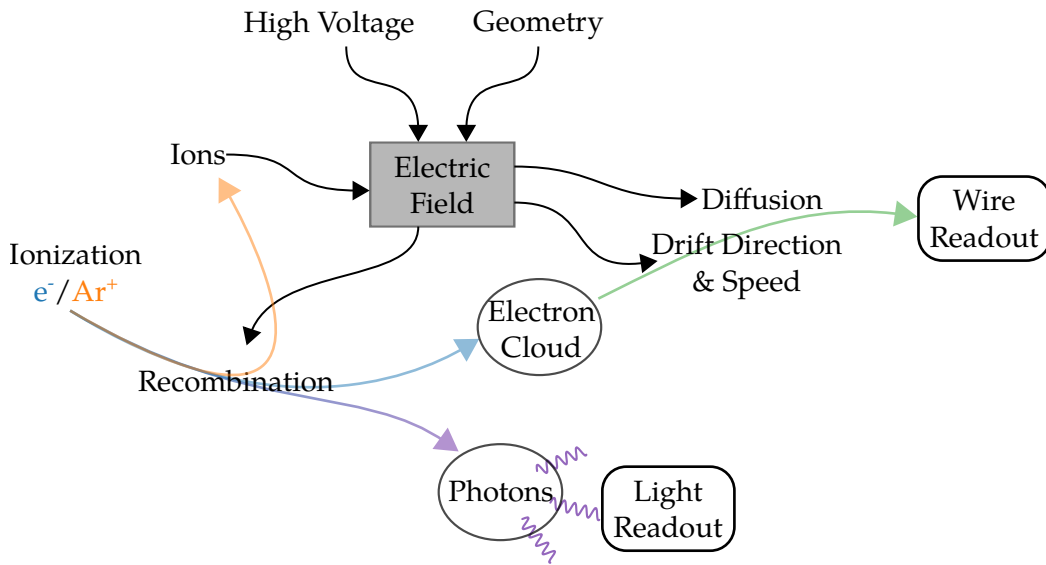 High Voltage
Geometry
Ions
Electric
Field
Diffusion
Wire
Readout
Drift Direction
& Speed
Ionization
e⁻/Ar⁺
Electron
Cloud
Recombination
Photons
Light
Readout